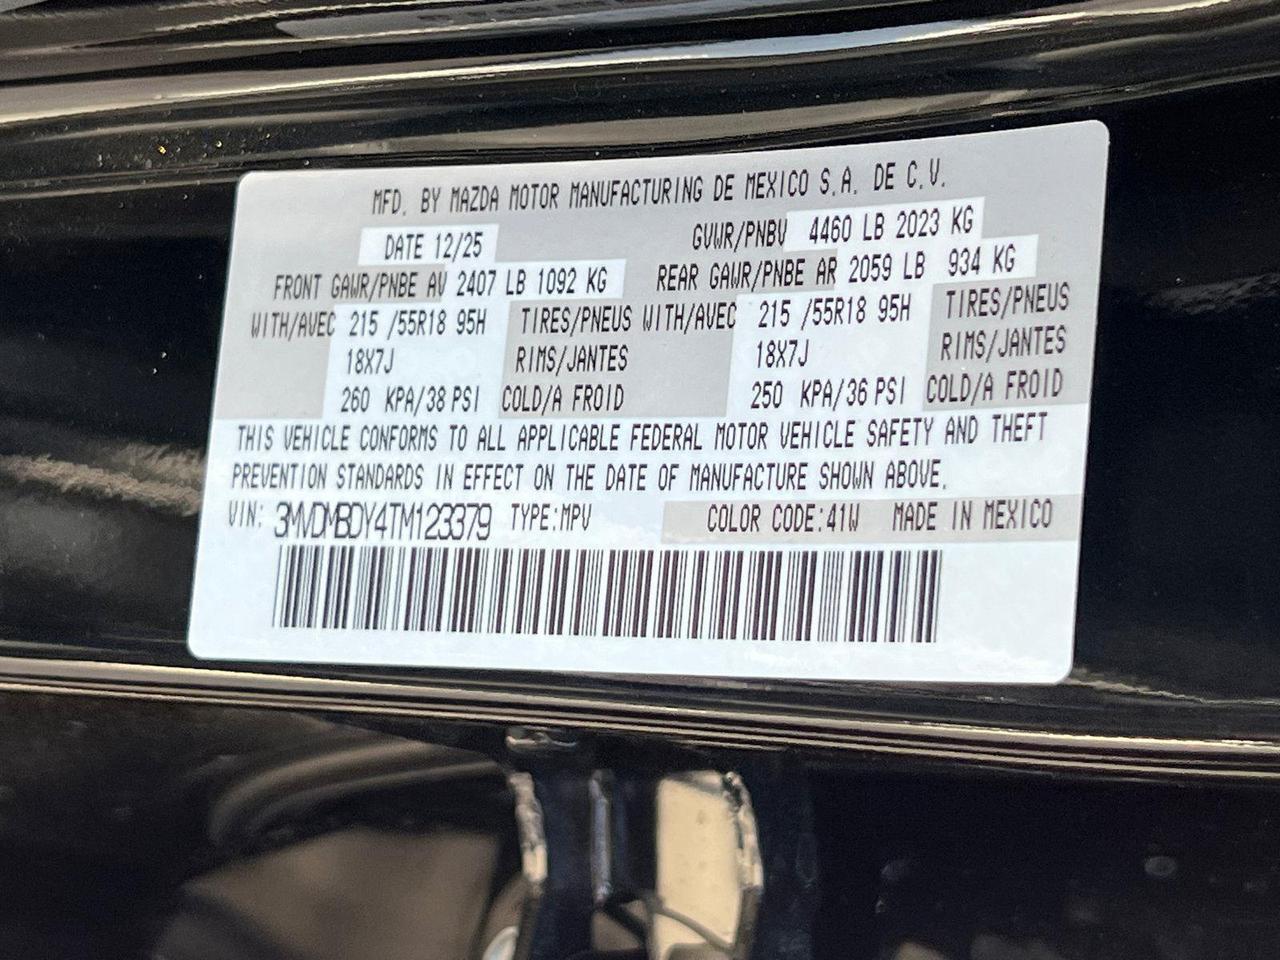 MFD. BY MAZDA MOTOR MANUFACTURING DE MEXICO S.A. DE C.V.
DATE 12/25 GVWR/PNBV 4460 LB 2023 KG
FRONT GAWR/PNBE AV 2407 LB 1092 KG REAR GAWR/PNBE AR 2059 LB 934 KG
WITH/AVEC 215 /55R18 95H TIRES/PNEUS WITH/AVEC 215 /55R18 95H TIRES/PNEUS
18X7J RIMS/JANTES 18X7J RIMS/JANTES
260 KPA/38 PSI COLD/A FROID 250 KPA/36 PSI COLD/A FROID
THIS VEHICLE CONFORMS TO ALL APPLICABLE FEDERAL MOTOR VEHICLE SAFETY AND THEFT
PREVENTION STANDARDS IN EFFECT ON THE DATE OF MANUFACTURE SHOWN ABOVE.
VIN: 3MVDMBDY4TM123379 TYPE:MPV COLOR CODE:41W MADE IN MEXICO